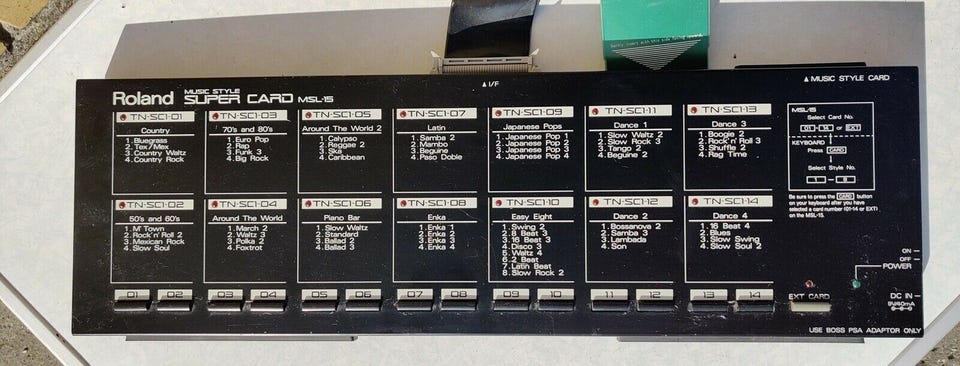 Gently insert with this side facing upward.
▲I/F
▲ MUSIC STYLE CARD
Roland MUSIC STYLE SUPER CARD MSL-15
TN-SC1-01
Country
1. Bluegrass
2. Tex/Mex
3. Country Waltz
4. Country Rock
TN-SC1-03
70's and 80's
1. Euro Pop
2. Rap
3. Funk 3
4. Big Rock
TN-SC1-05
Around The World 2
1. Calypso
2. Reggae 2
3. Ska
4. Caribbean
TN-SC1-07
Latin
1. Samba 2
2. Mambo
3. Beguine
4. Paso Doble
TN-SC1-09
Japanese Pops
1. Japanese Pop 1
2. Japanese Pop 2
3. Japanese Pop 3
4. Japanese Pop 4
TN-SC1-11
Dance 1
1. Slow Waltz 2
2. Slow Rock 3
3. Tango 2
4. Beguine 2
TN-SC1-13
Dance 3
1. Boogie 2
2. Rock'n' Roll 3
3. Shuffle 2
4. Rag Time
MSL-15
Select Card No.
01 - 15 or EXT
KEYBOARD
Press CARD
Select Style No.
1 - 8
Be sure to press the CARD button
on your keyboard after you have
selected a card number (01-14 or EXT)
on the MSL-15.
TN-SC1-02
50's and 60's
1. M' Town
2. Rock'n' Roll 2
3. Mexican Rock
4. Slow Soul
TN-SC1-04
Around The World
1. March 2
2. Waltz 3
3. Polka 2
4. Foxtrot
TN-SC1-06
Piano Bar
1. Slow Waltz
2. Standard
3. Ballad 2
4. Ballad 3
TN-SC1-08
Enka
1. Enka 1
2. Enka 2
3. Enka 3
4. Enka 4
TN-SC1-10
Easy Eight
1. Swing 2
2. 8 Beat 3
3. 16 Beat 3
4. Disco 3
5. Waltz 4
6. 2 Beat
7. Latin Beat
8. Slow Rock 2
TN-SC1-12
Dance 2
1. Bossanova 2
2. Samba 3
3. Lambada
4. Son
TN-SC1-14
Dance 4
1. 16 Beat 4
2. Blues
3. Slow Swing
4. Slow Soul 2
ON
OFF
POWER
01 02 03 04 05 06 07 08 09 10 11 12 13 14
EXT CARD
DC IN
9V/40mA
USE BOSS PSA ADAPTOR ONLY